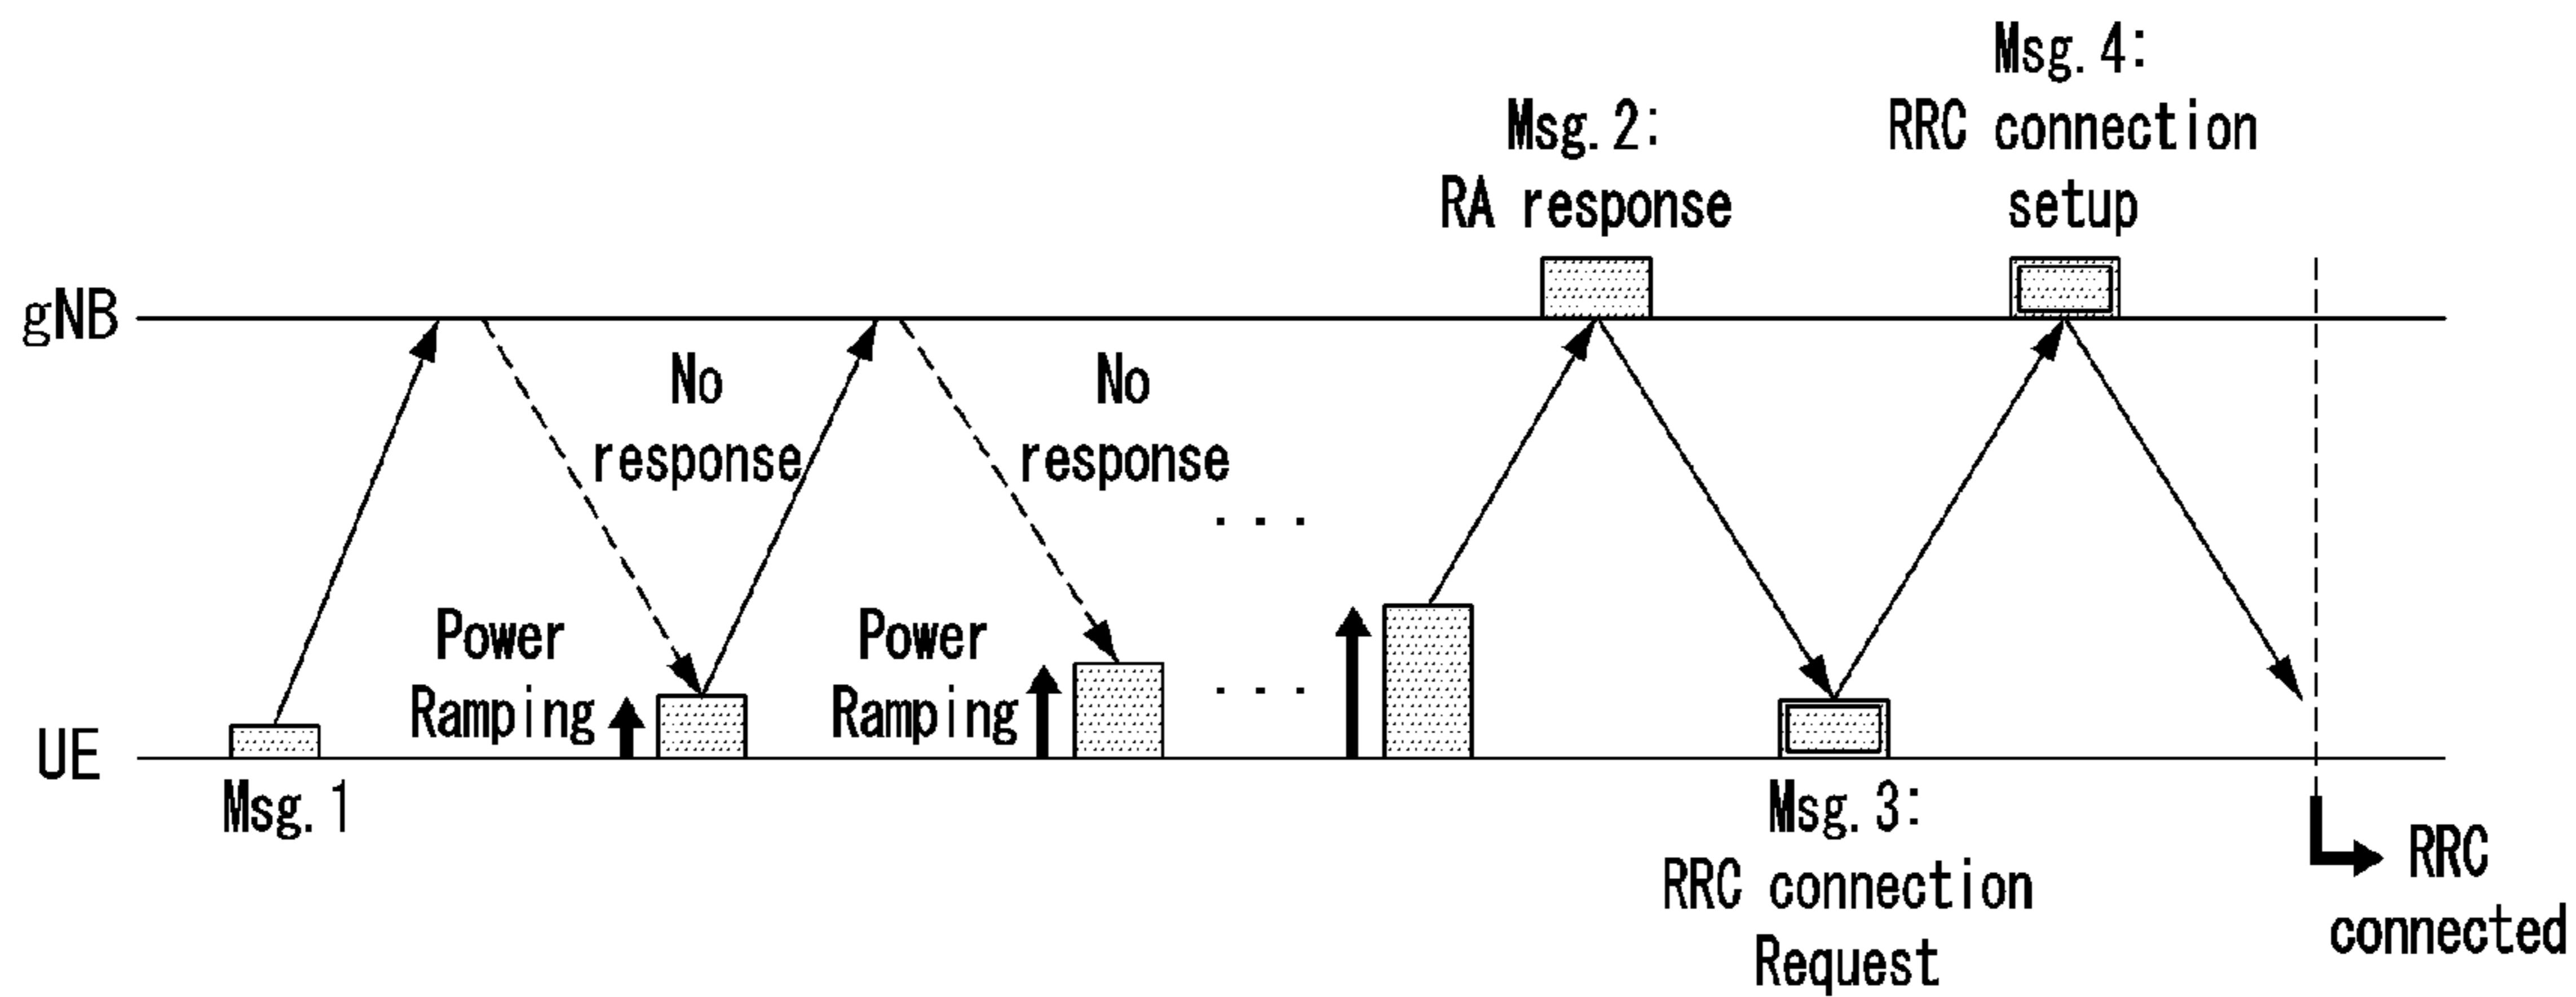 Msg.4:
Msg.2:
RRC connection
RA response
setup
gNB
No
response
No
response
...
Power
Ramping
Power
Ramping
...
UE
Msg.1
Msg.3:
RRC connection
Request
RRC
connected